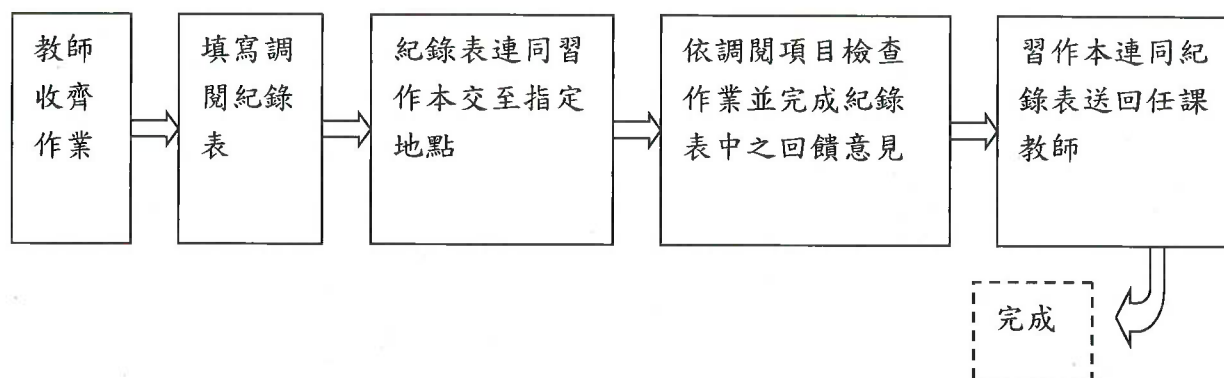 教師
收齊
作業
填寫調
閱紀錄
表
紀錄表連同習
作本交至指定
地點
依調閱項目檢查
作業並完成紀錄
表中之回饋意見
習作本連同紀
錄表送回任課
教師
完成